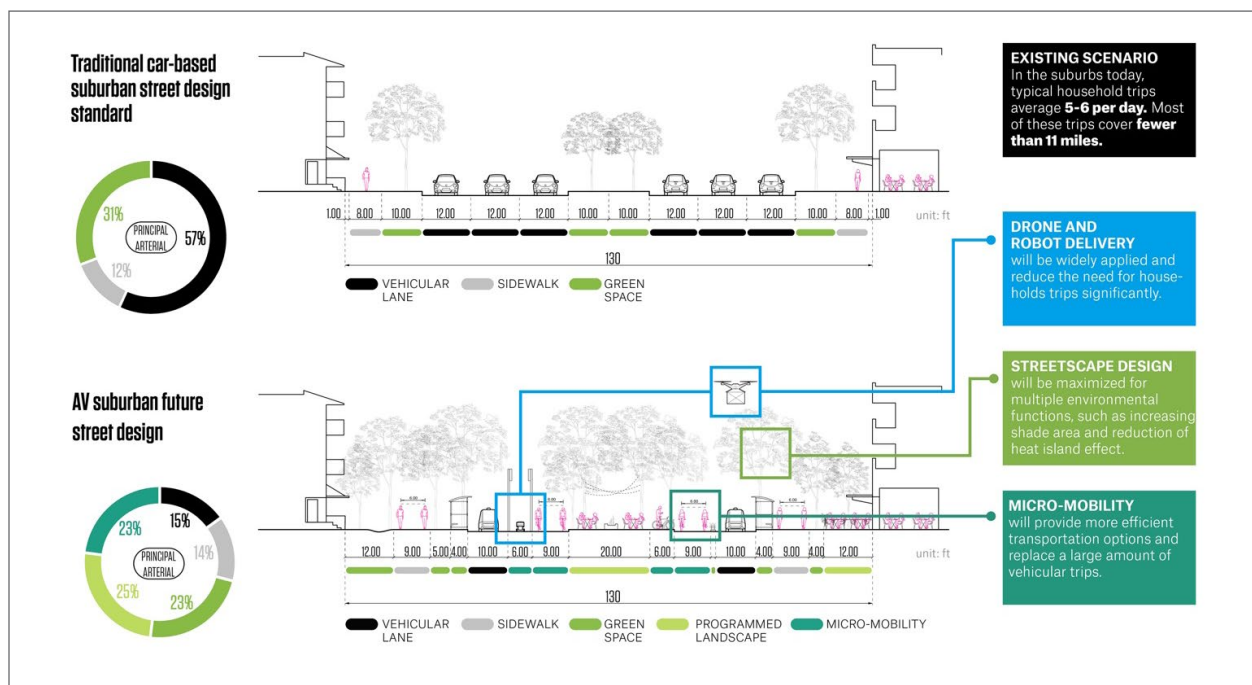 Traditional car-based
suburban street design
standard
31%
PRINCIPAL
ARTERIAL
57%
12%
1.00 8.00 10.00 12.00 12.00 12.00 10.00 10.00 12.00 12.00 12.00 10.00 8.00 1.00 unit: ft
130
VEHICULAR
LANE
SIDEWALK
GREEN
SPACE
EXISTING SCENARIO
In the suburbs today,
typical household trips
average 5-6 per day. Most
of these trips cover fewer
than 11 miles.
DRONE AND
ROBOT DELIVERY
will be widely applied and
reduce the need for house-
holds trips significantly.
AV suburban future
street design
23%
15%
PRINCIPAL
ARTERIAL
14%
25%
23%
12.00 9.00 5.00 4.00 10.00 6.00 9.00 20.00 6.00 9.00 10.00 4.00 9.00 4.00 12.00 unit: ft
130
VEHICULAR
LANE
SIDEWALK
GREEN
SPACE
PROGRAMMED
LANDSCAPE
MICRO-MOBILITY
STREETSCAPE DESIGN
will be maximized for
multiple environmental
functions, such as increasing
shade area and reduction of
heat island effect.
MICRO-MOBILITY
will provide more efficient
transportation options and
replace a large amount of
vehicular trips.